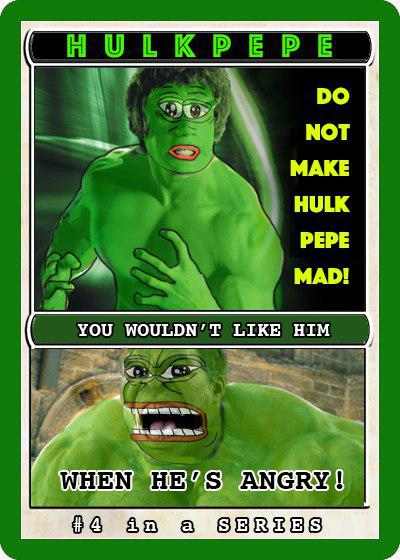 HULKPEPE
DO
NOT
MAKE
HULK
PEPE
MAD!
YOU WOULDN'T LIKE HIM
WHEN HE'S ANGRY!
#4 in a SERIES